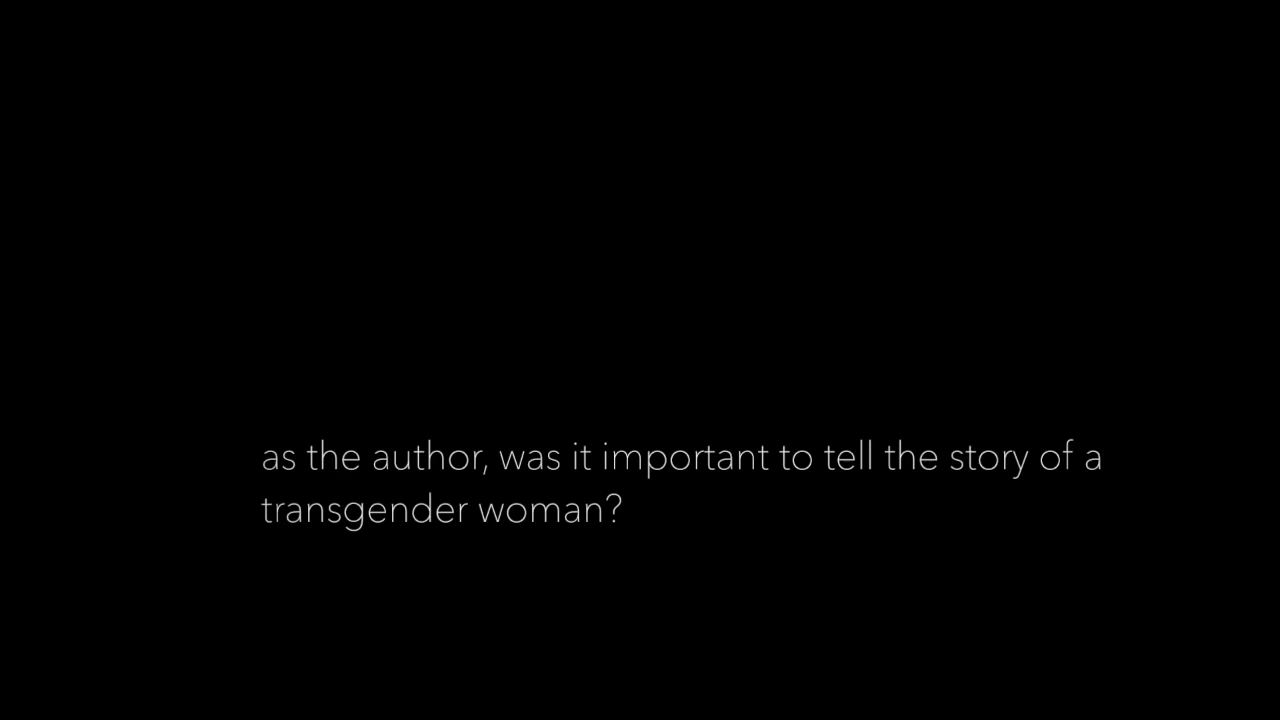 as the author, was it important to tell the story of a
transgender woman?